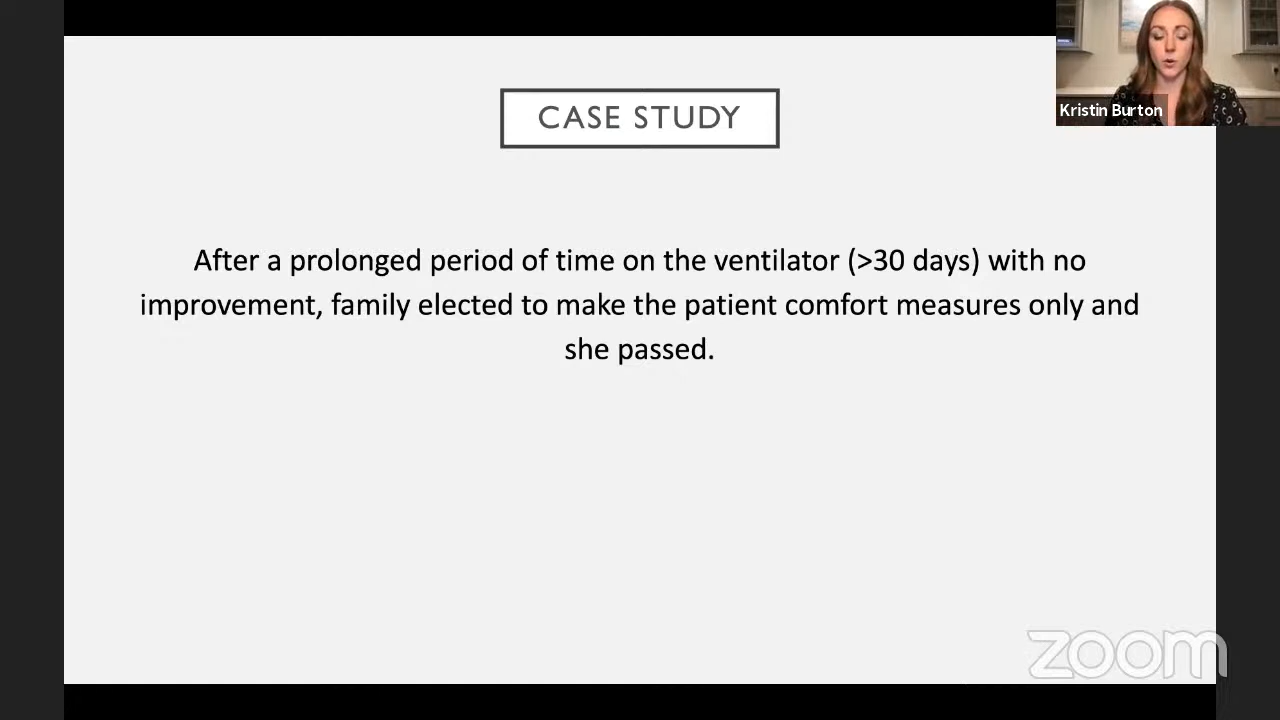 CASE STUDY
Kristin Burton
After a prolonged period of time on the ventilator (>30 days) with no
improvement, family elected to make the patient comfort measures only and
she passed.
zoom